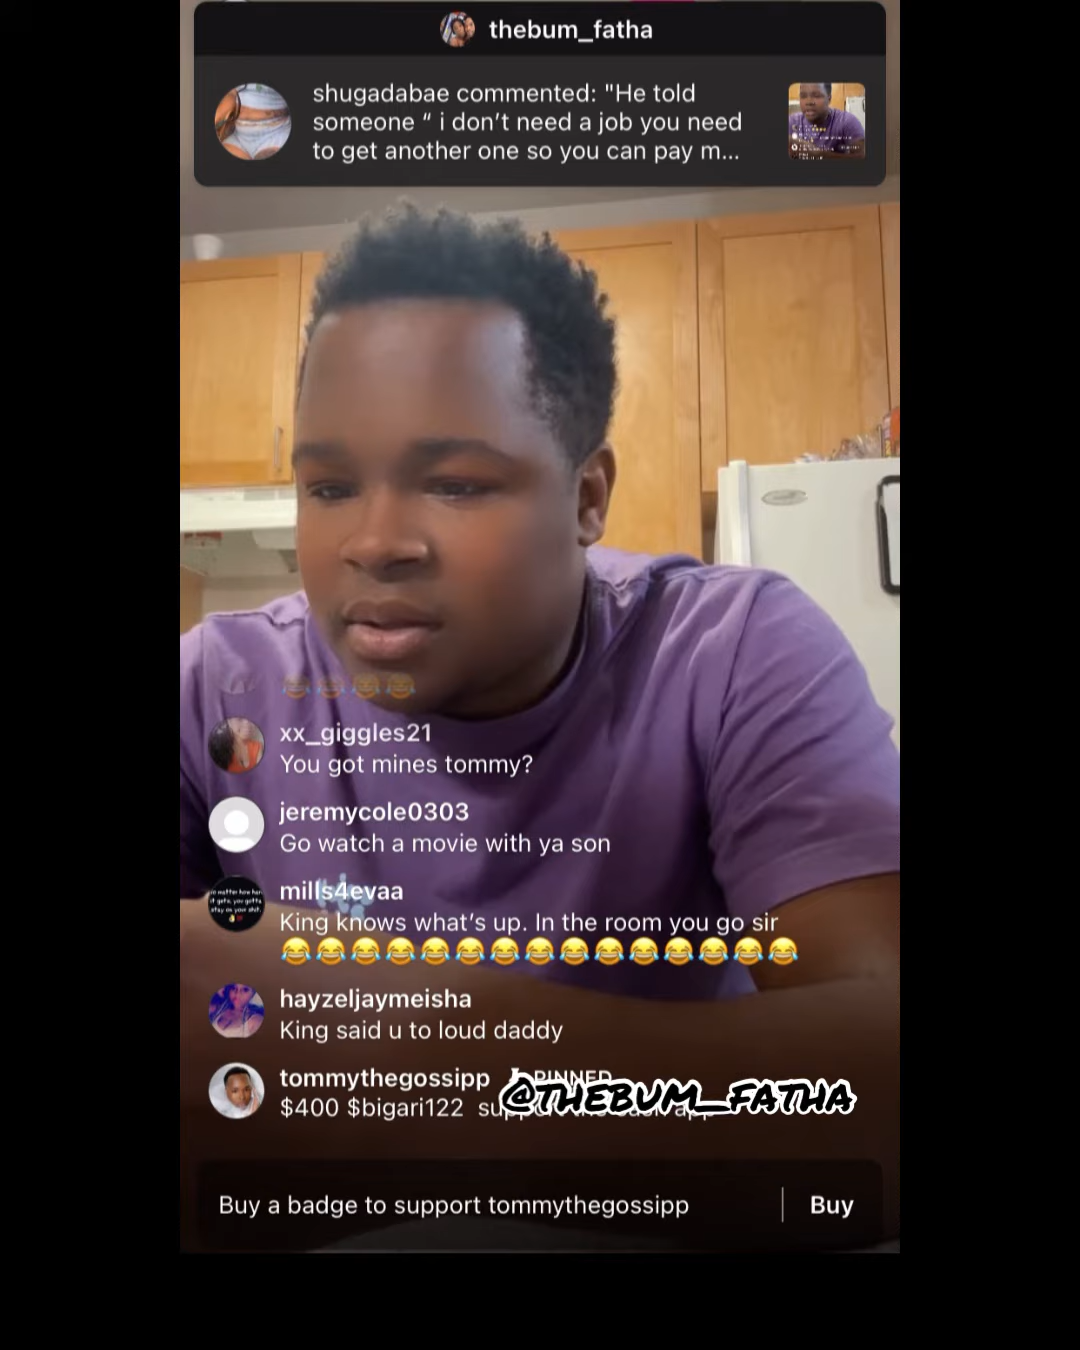 thebum_fatha
shugadabae commented: "He told
someone “ i don’t need a job you need
to get another one so you can pay m...
xx_giggles21
You got mines tommy?
jeremycole0303
Go watch a movie with ya son
mills4evaa
King knows what’s up. In the room you go sir
😂😂😂😂😂😂😂😂😂😂😂😂😂😂😂
hayzeljaymeisha
King said u to loud daddy
tommythegossipp PINNED
$400 $bigari122
@THEBUM_FATHA
Buy a badge to support tommythegossipp
Buy